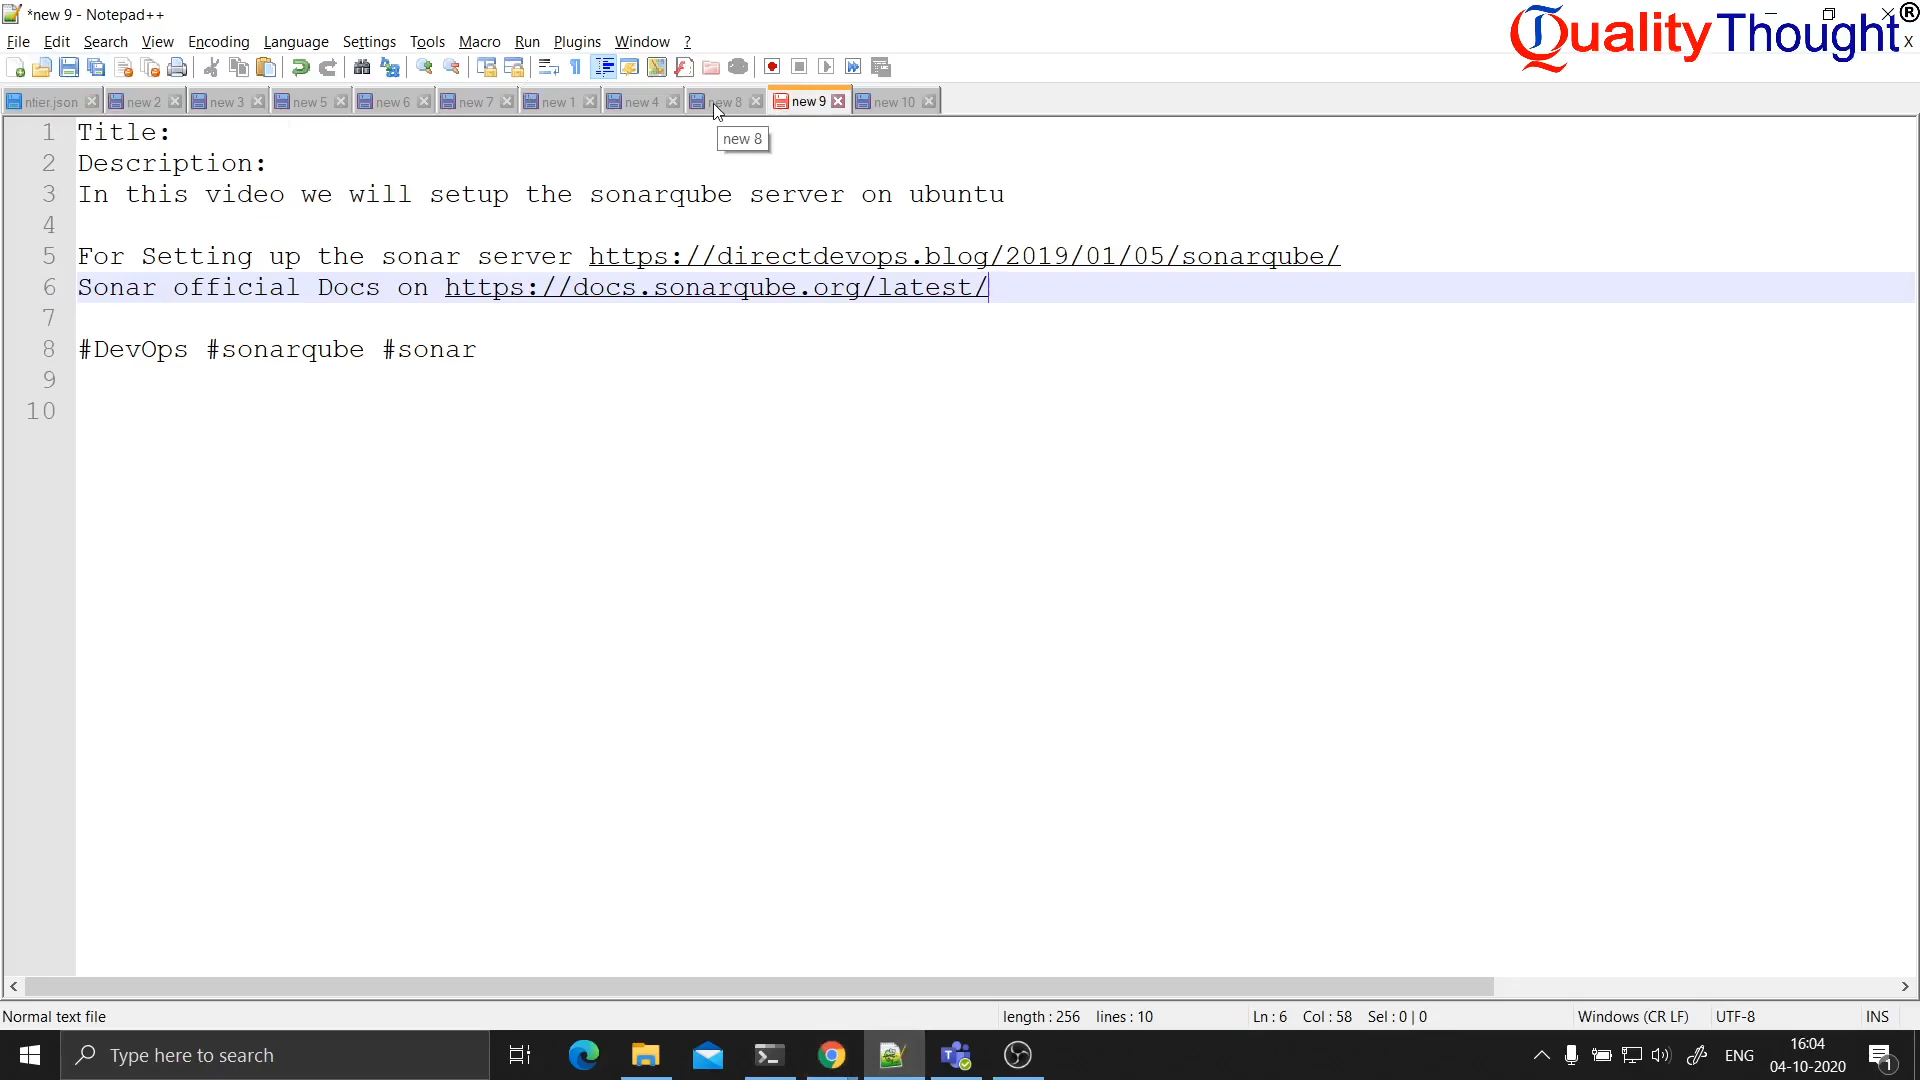 *new 9 - Notepad++
QualityThought®
File Edit Search View Encoding Language Settings Tools Macro Run Plugins Window ? X
ntier.json new 2 new 3 new 5 new 6 new 7 new 1 new 4 new 8 new 9 new 10
new 8
1 Title:
2 Description:
3 In this video we will setup the sonarqube server on ubuntu
4
5 For Setting up the sonar server https://directdevops.blog/2019/01/05/sonarqube/
6 Sonar official Docs on https://docs.sonarqube.org/latest/
7
8 #DevOps #sonarqube #sonar
9
10
Normal text file length : 256 lines : 10 Ln : 6 Col : 58 Sel : 0 | 0 Windows (CR LF) UTF-8 INS
Type here to search ENG 16:04
04-10-2020 1